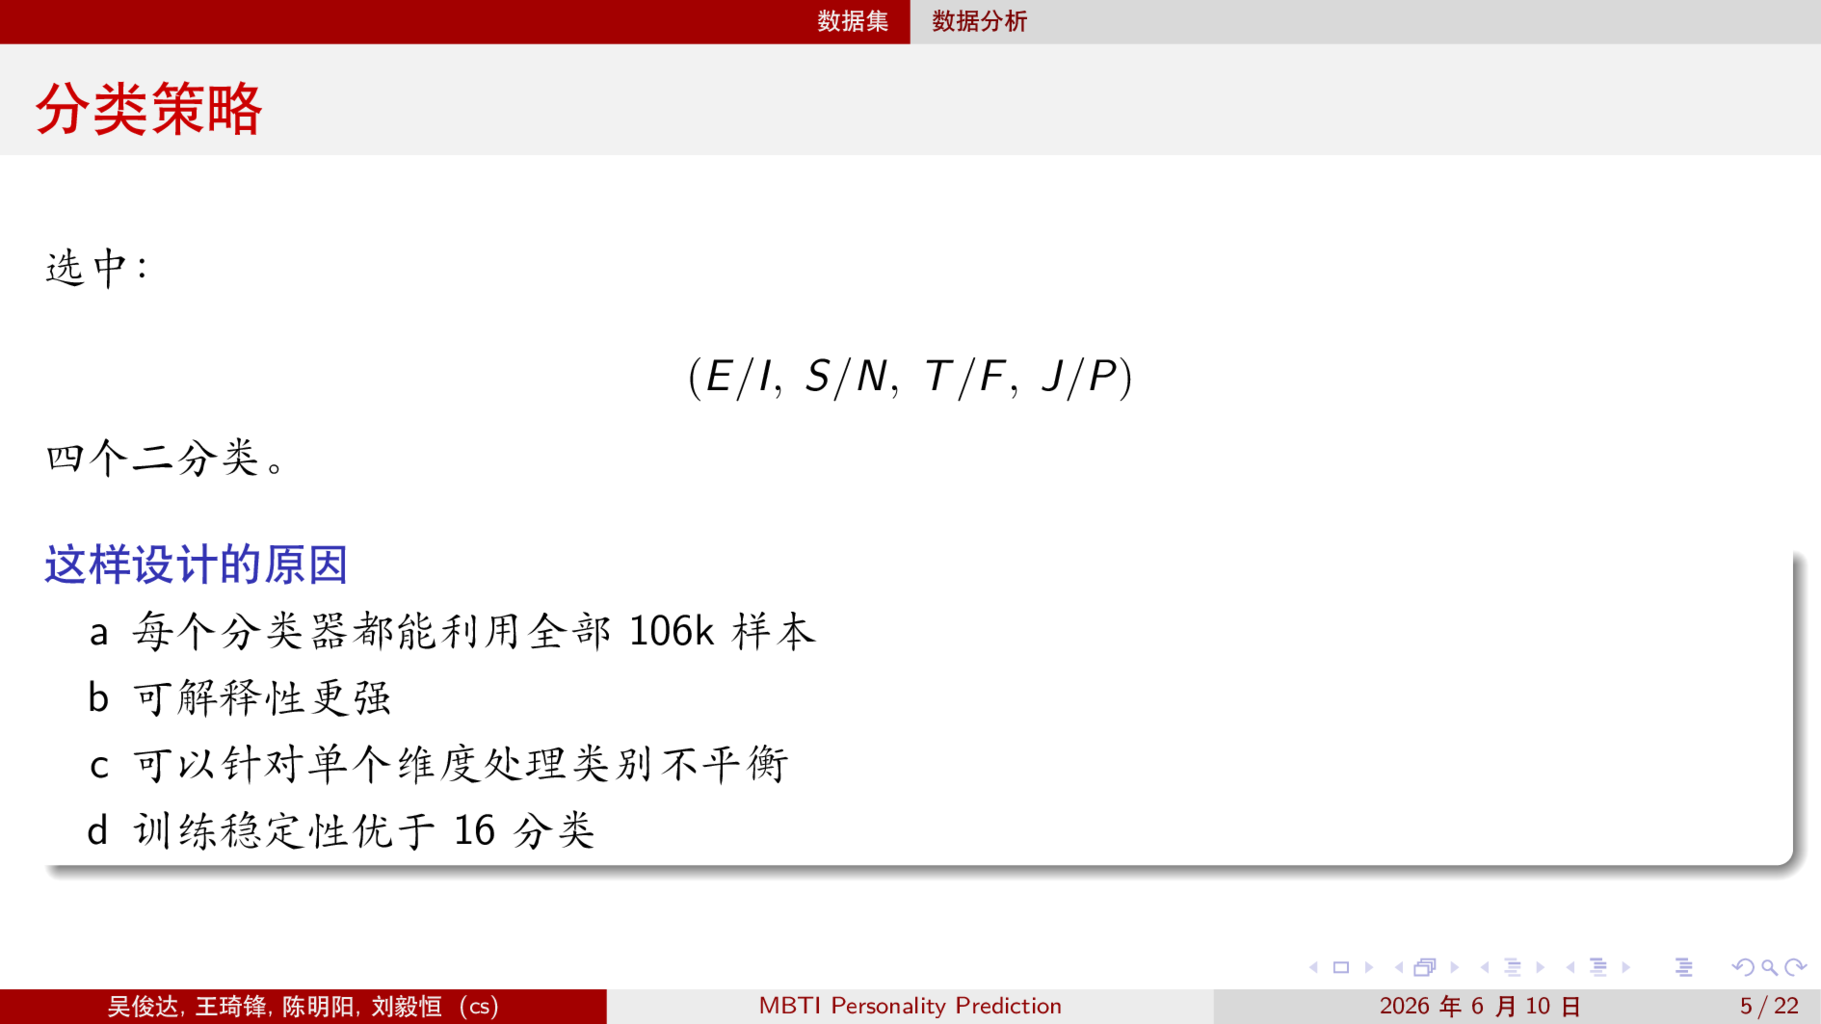 数据集 数据分析
分类策略
选中：
(E/I, S/N, T/F, J/P)
四个二分类。
这样设计的原因
a 每个分类器都能利用全部 106k 样本
b 可解释性更强
c 可以针对单个维度处理类别不平衡
d 训练稳定性优于 16 分类
吴俊达, 王琦锋, 陈明阳, 刘毅恒 (cs) MBTI Personality Prediction 2026 年 6 月 10 日 5 / 22